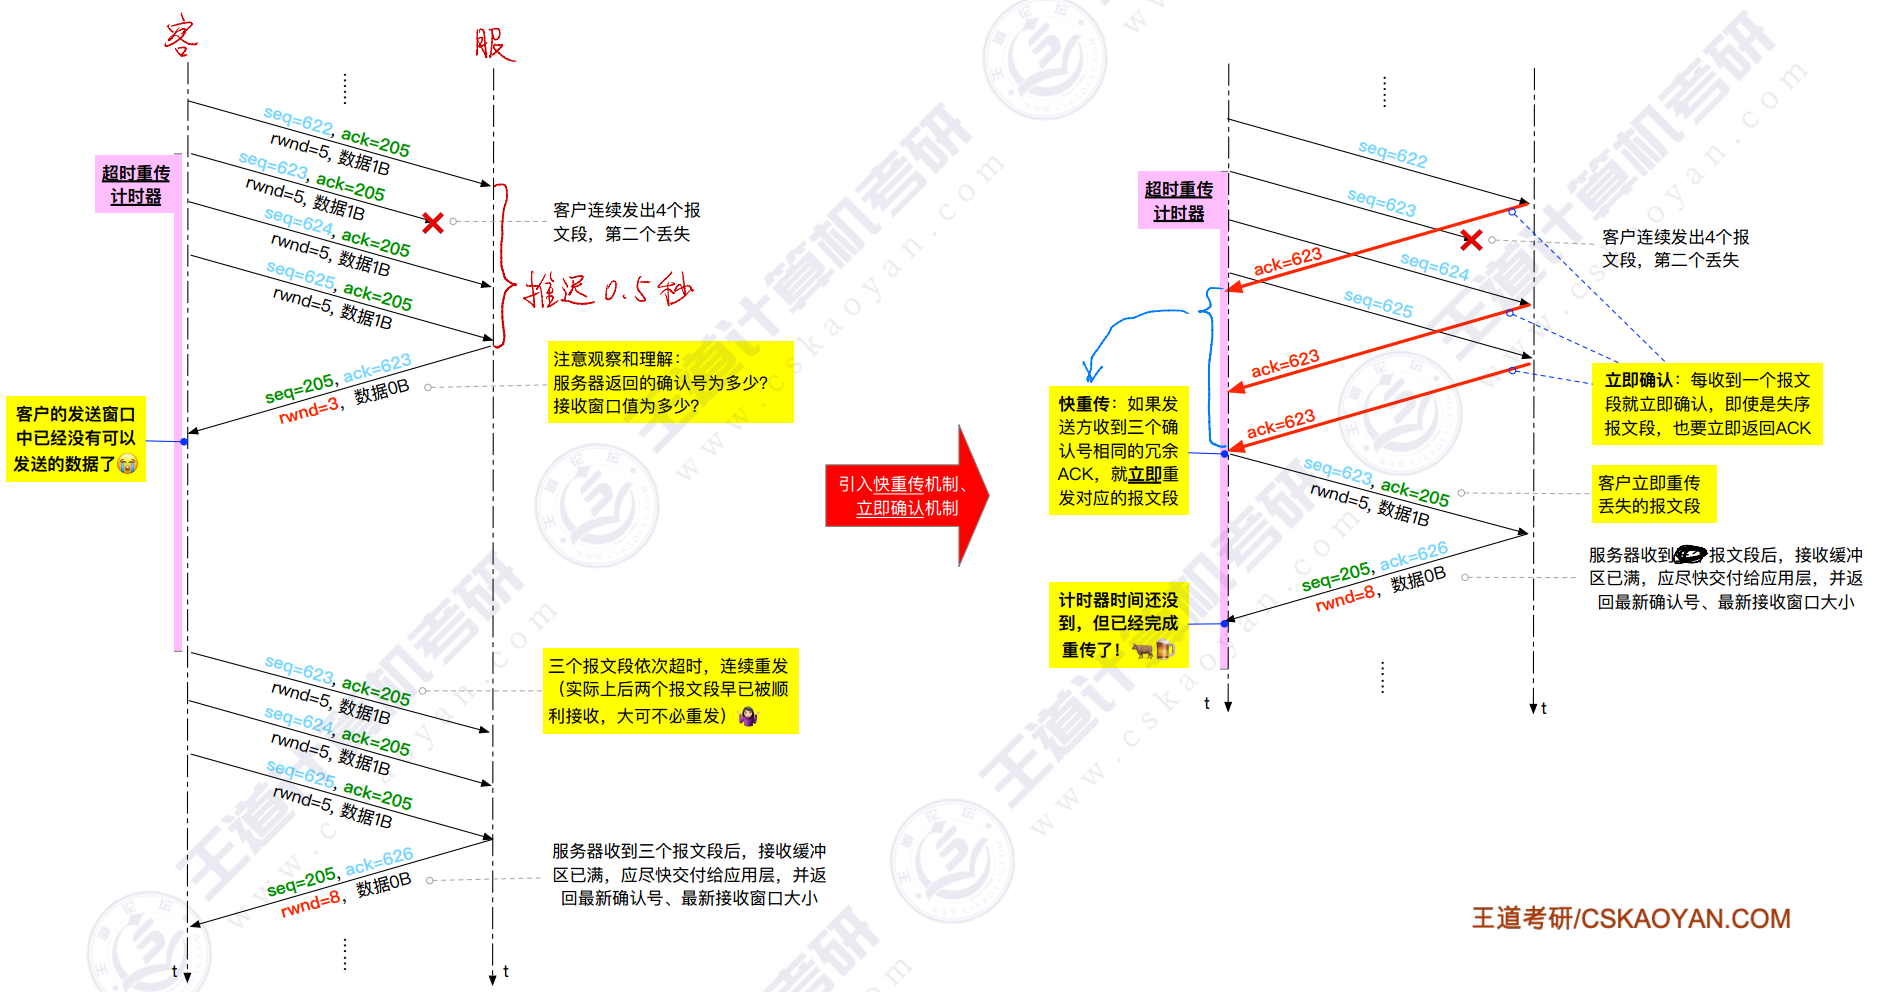 客
服
seq=622, ack=205
rwnd=5, 数据1B
seq=623, ack=205
rwnd=5, 数据1B
seq=624, ack=205
rwnd=5, 数据1B
seq=625, ack=205
rwnd=5, 数据1B
超时重传
计时器
客户连续发出4个报
文段，第二个丢失
推迟 0.5秒
seq=205, ack=623
rwnd=3，数据0B
注意观察和理解：
服务器返回的确认号为多少？
接收窗口值为多少？
客户的发送窗口
中已经没有可以
发送的数据了😭
seq=623, ack=205
rwnd=5, 数据1B
seq=624, ack=205
rwnd=5, 数据1B
seq=625, ack=205
rwnd=5, 数据1B
三个报文段依次超时，连续重发
（实际上后两个报文段早已被顺
利接收，大可不必重发）🤷‍♀️
seq=205, ack=626
rwnd=8，数据0B
服务器收到三个报文段后，接收缓冲
区已满，应尽快交付给应用层，并返
回最新确认号、最新接收窗口大小
t
t
引入快重传机制、
立即确认机制
seq=622
seq=623
seq=624
seq=625
超时重传
计时器
客户连续发出4个报
文段，第二个丢失
ack=623
ack=623
ack=623
立即确认：每收到一个报文
段就立即确认，即使是失序
报文段，也要立即返回ACK
快重传：如果发
送方收到三个确
认号相同的冗余
ACK，就立即重
发对应的报文段
seq=623, ack=205
rwnd=5, 数据1B
客户立即重传
丢失的报文段
seq=205, ack=626
rwnd=8，数据0B
服务器收到报文段后，接收缓冲
区已满，应尽快交付给应用层，并返
回最新确认号、最新接收窗口大小
计时器时间还没
到，但已经完成
重传了！🐂🍺
t
t
王道考研/CSKAOYAN.COM
王道计算机考研
www.cskaoyan.com